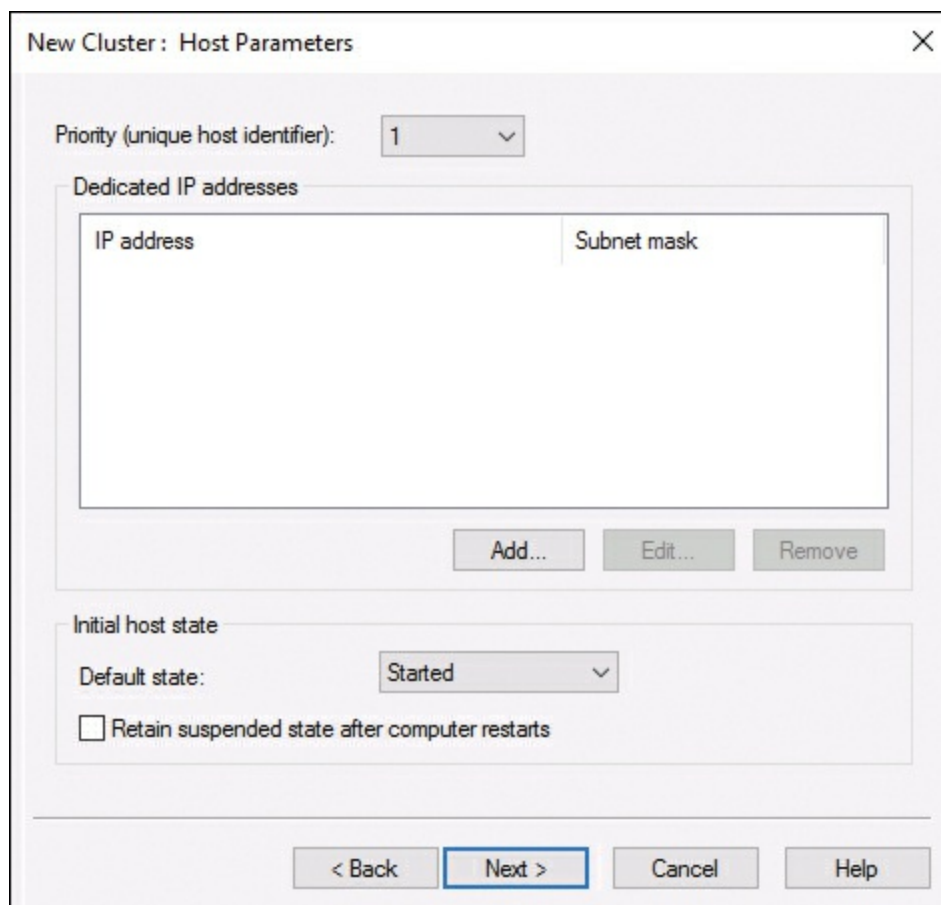 New Cluster : Host Parameters
Priority (unique host identifier): 1
Dedicated IP addresses
IP address Subnet mask
Add... Edit... Remove
Initial host state
Default state: Started
Retain suspended state after computer restarts
< Back Next > Cancel Help